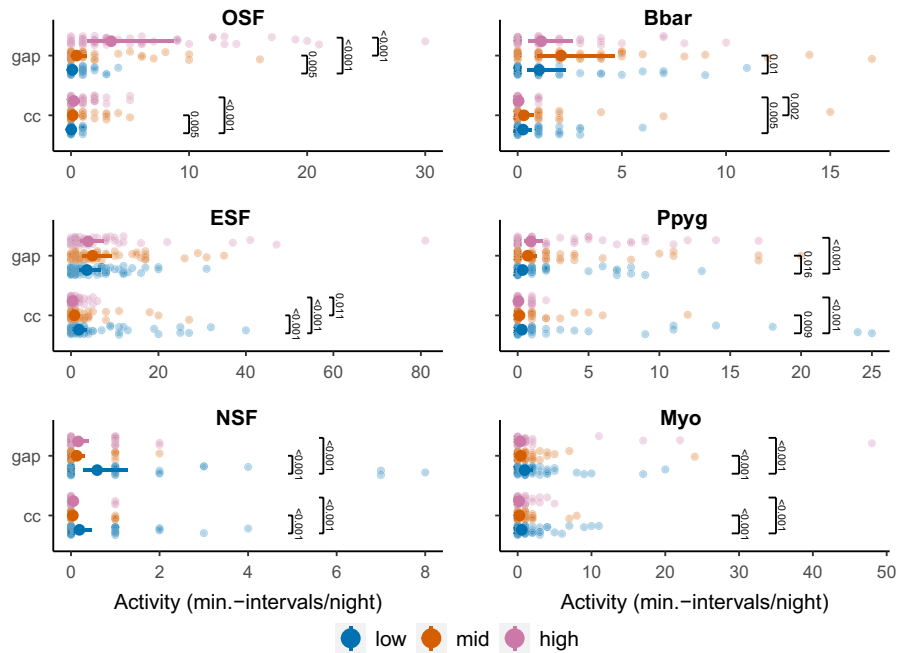 OSF
gap
cc
0.005
<0.001
<0.001
0.005
<0.001
0 10 20 30
Bbar
0.01
0.005
0.002
0 5 10 15
ESF
gap
cc
<0.001
<0.001
0.011
0 20 40 60 80
Ppyg
0.016
<0.001
0.009
<0.001
0 5 10 15 20 25
NSF
gap
cc
<0.001
<0.001
<0.001
<0.001
0 2 4 6 8
Activity (min.−intervals/night)
Myo
<0.001
<0.001
<0.001
<0.001
0 10 20 30 40 50
Activity (min.−intervals/night)
low mid high